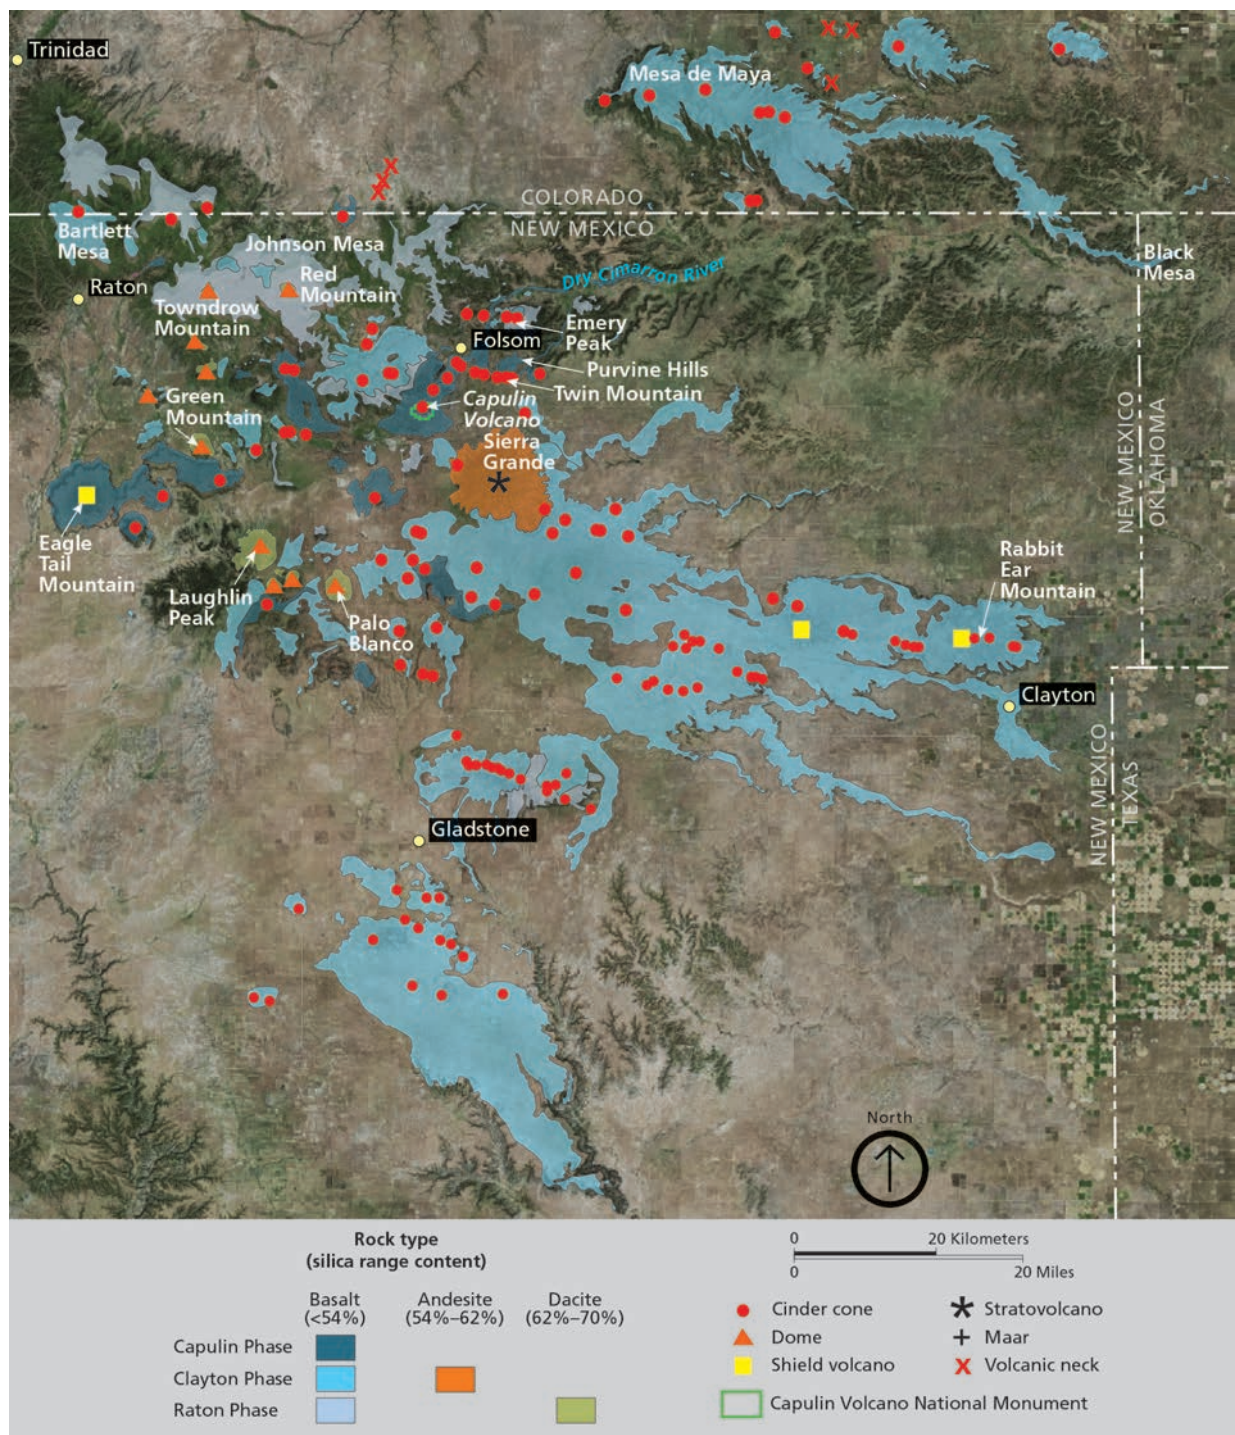 Trinidad
Mesa de Maya
COLORADO
NEW MEXICO
Bartlett
Mesa
Johnson Mesa
Black
Mesa
Dry Cimarron River
Raton
Red
Mountain
Towndrow
Mountain
Emery
Peak
Folsom
Purvine Hills
Twin Mountain
Green
Mountain
Capulin
Volcano
Sierra
Grande
NEW MEXICO
OKLAHOMA
Eagle
Tail
Mountain
Rabbit
Ear
Mountain
Laughlin
Peak
Palo
Blanco
Clayton
NEW MEXICO
TEXAS
Gladstone
North
Rock type
(silica range content)
Basalt
(<54%)
Andesite
(54%–62%)
Dacite
(62%–70%)
Capulin Phase
Clayton Phase
Raton Phase
0 20 Kilometers
0 20 Miles
Cinder cone
Dome
Shield volcano
Stratovolcano
Maar
Volcanic neck
Capulin Volcano National Monument